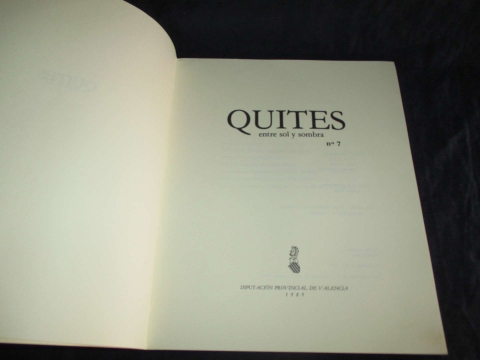 QUITES
entre sol y sombra
nº 7
DIPUTACIÓN PROVINCIAL DE VALENCIA